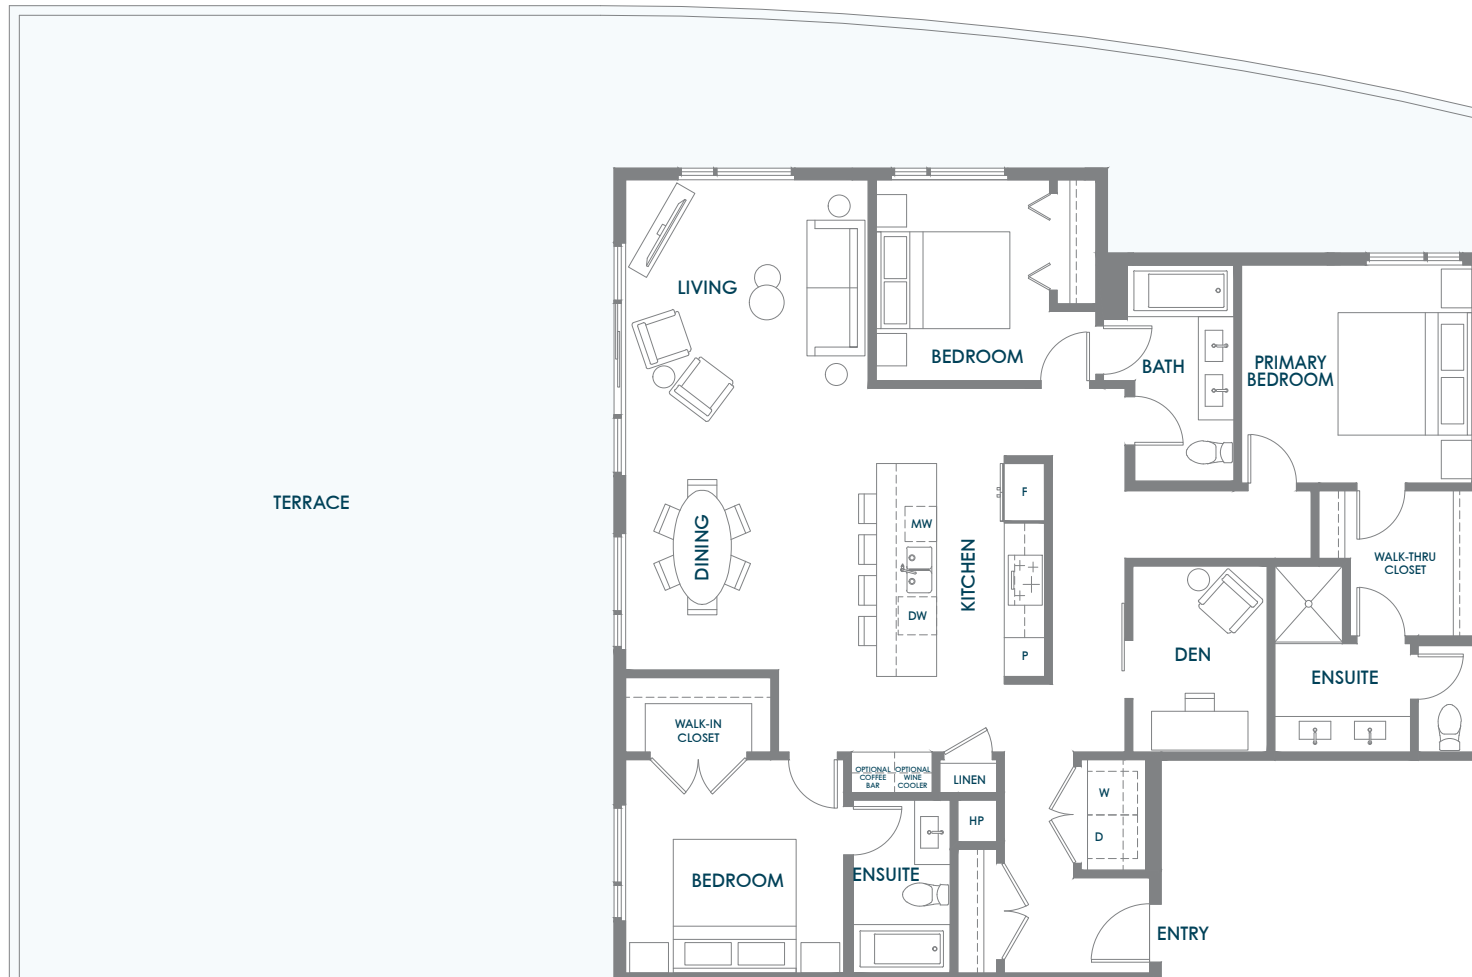 LIVING
BEDROOM
BATH
PRIMARY
BEDROOM
TERRACE
DINING
MW
DW
KITCHEN
F
P
WALK-THRU
CLOSET
DEN
ENSUITE
WALK-IN
CLOSET
OPTIONAL
COFFEE
BAR
OPTIONAL
WINE
COOLER
LINEN
HP
W
D
BEDROOM
ENSUITE
ENTRY